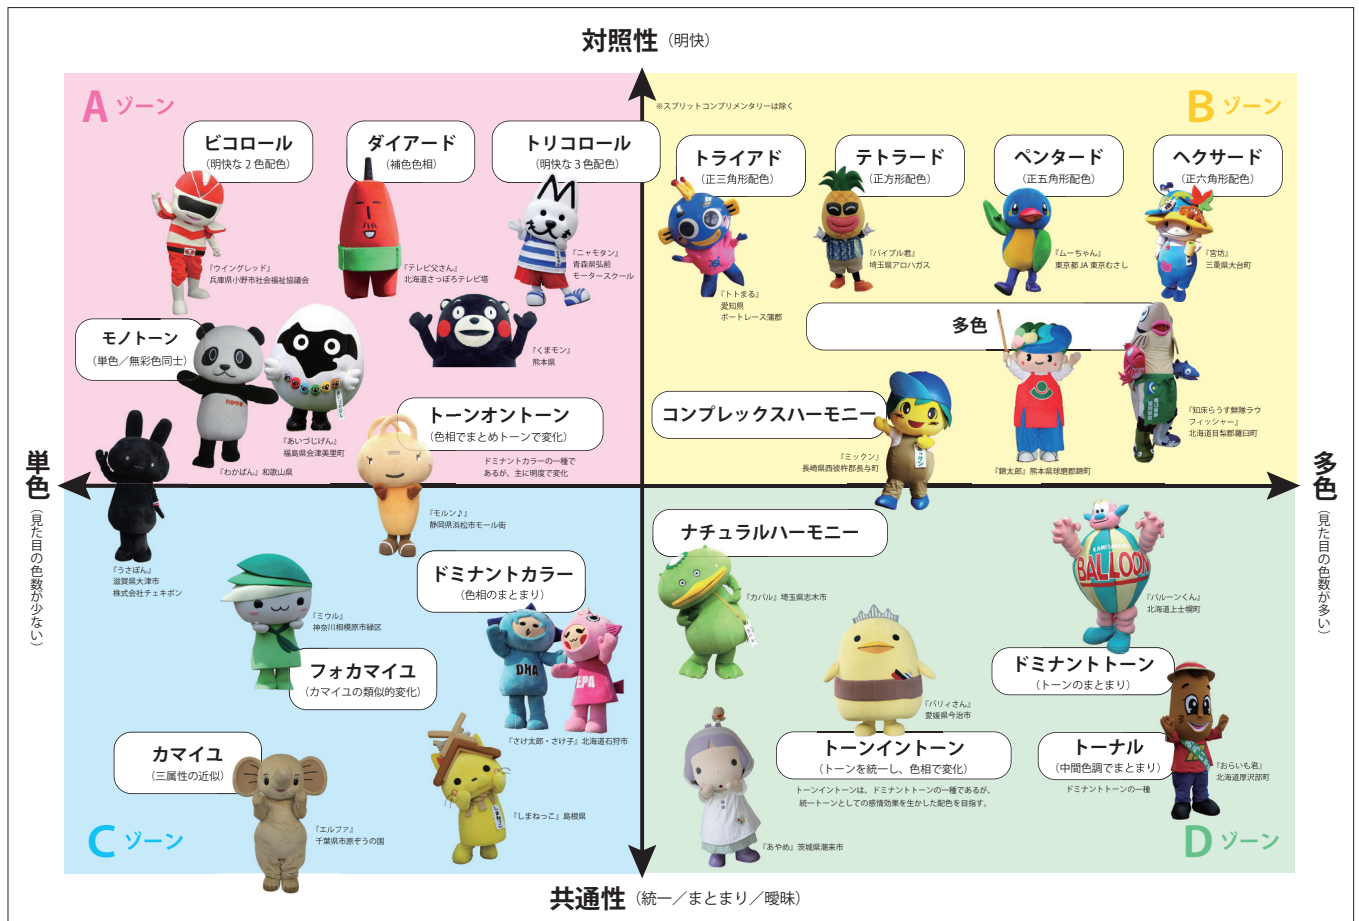 対照性（明快）
Aゾーン
※スプリットコンプリメンタリーは除く
Bゾーン
ビコロール
（明快な2色配色）
ダイアード
（補色色相）
トリコロール
（明快な3色配色）
トライアド
（正三角形配色）
テトラード
（正方形配色）
ペンタード
（正五角形配色）
ヘクサード
（正六角形配色）
『ウイングレッド』
兵庫県小野市社会福祉協議会
『テレビ父さん』
北海道さっぽろテレビ塔
『ニャモタン』
青森県弘前
モータースクール
『トトまる』
愛知県
ボートレース蒲郡
『パイプル君』
埼玉県アロハガス
『ムーちゃん』
東京都JA東京むさし
『宮坊』
三重県大台町
モノトーン
（単色／無彩色同士）
『くまモン』
熊本県
多色
『わかぱん』和歌山県
『あいづじげん』
福島県会津美里町
トーンオントーン
（色相でまとめトーンで変化）
ドミナントカラーの一種で
あるが、主に明度で変化
コンプレックスハーモニー
『ミックン』
長崎県西彼杵郡長与町
『錦太郎』熊本県球磨郡錦町
『知床らうす鮮隊ラウ
フィッシャー』
北海道目梨郡羅臼町
単色（見た目の色数が少ない）
多色（見た目の色数が多い）
『うさぽん』
滋賀県大津市
株式会社チェキポン
『モルン♪』
静岡県浜松市モール街
『ミウル』
神奈川相模原市緑区
ドミナントカラー
（色相のまとまり）
DHA
EPA
フォカマイユ
（カマイユの類似的変化）
『さけ太郎・さけ子』北海道石狩市
カマイユ
（三属性の近似）
『エルファ』
千葉県市原ぞうの国
しまねっこ
『しまねっこ』島根県
Cゾーン
ナチュラルハーモニー
『カパル』埼玉県志木市
BALLOON
『バルーンくん』
北海道上士幌町
『バリィさん』
愛媛県今治市
ドミナントトーン
（トーンのまとまり）
トーンイントーン
（トーンを統一し、色相で変化）
トーンイントーンは、ドミナントトーンの一種であるが、
統一トーンとしての感情効果を生かした配色を目指す。
トーナル
（中間色調でまとまり）
ドミナントトーンの一種
『おらいも君』
北海道厚沢部町
『あやめ』茨城県潮来市
Dゾーン
共通性（統一／まとまり／曖昧）